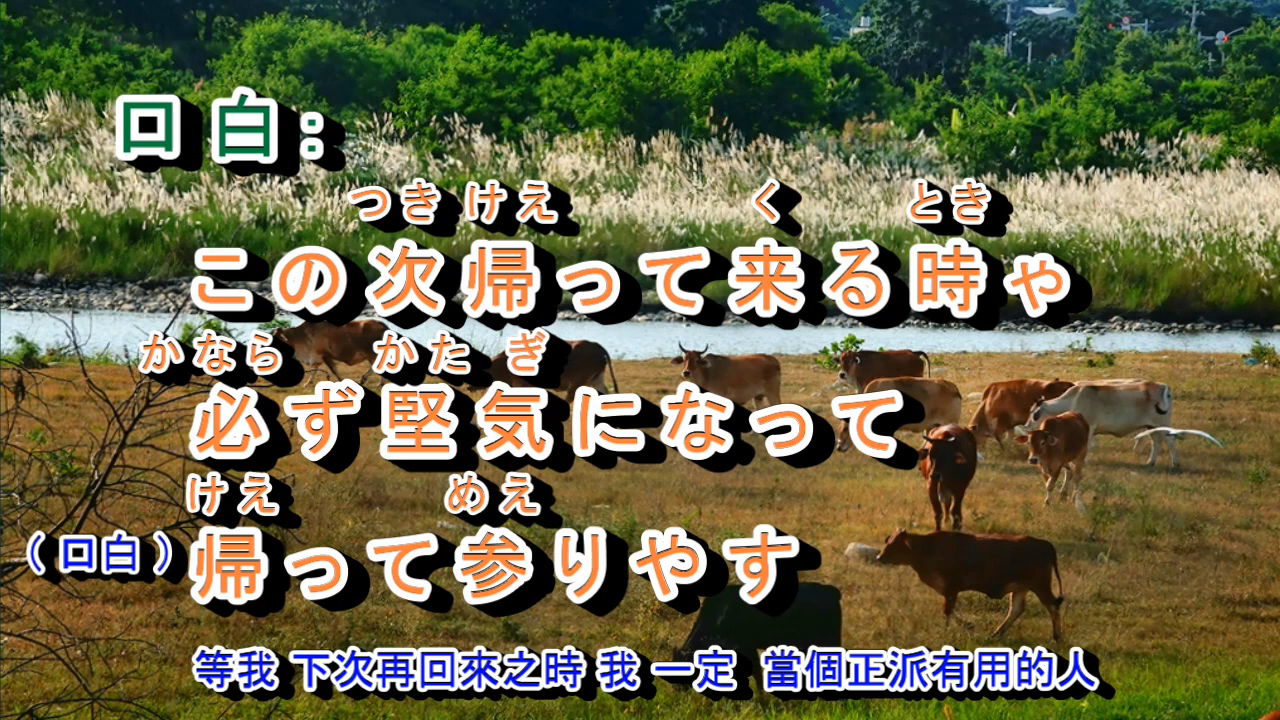 口白:
つき けえ く とき
この次帰って来る時ゃ
かなら かた ぎ
必ず堅気になって
けえ めえ
(口白)帰って参りやす
等我 下次再回來之時 我 一定 當個正派有用的人